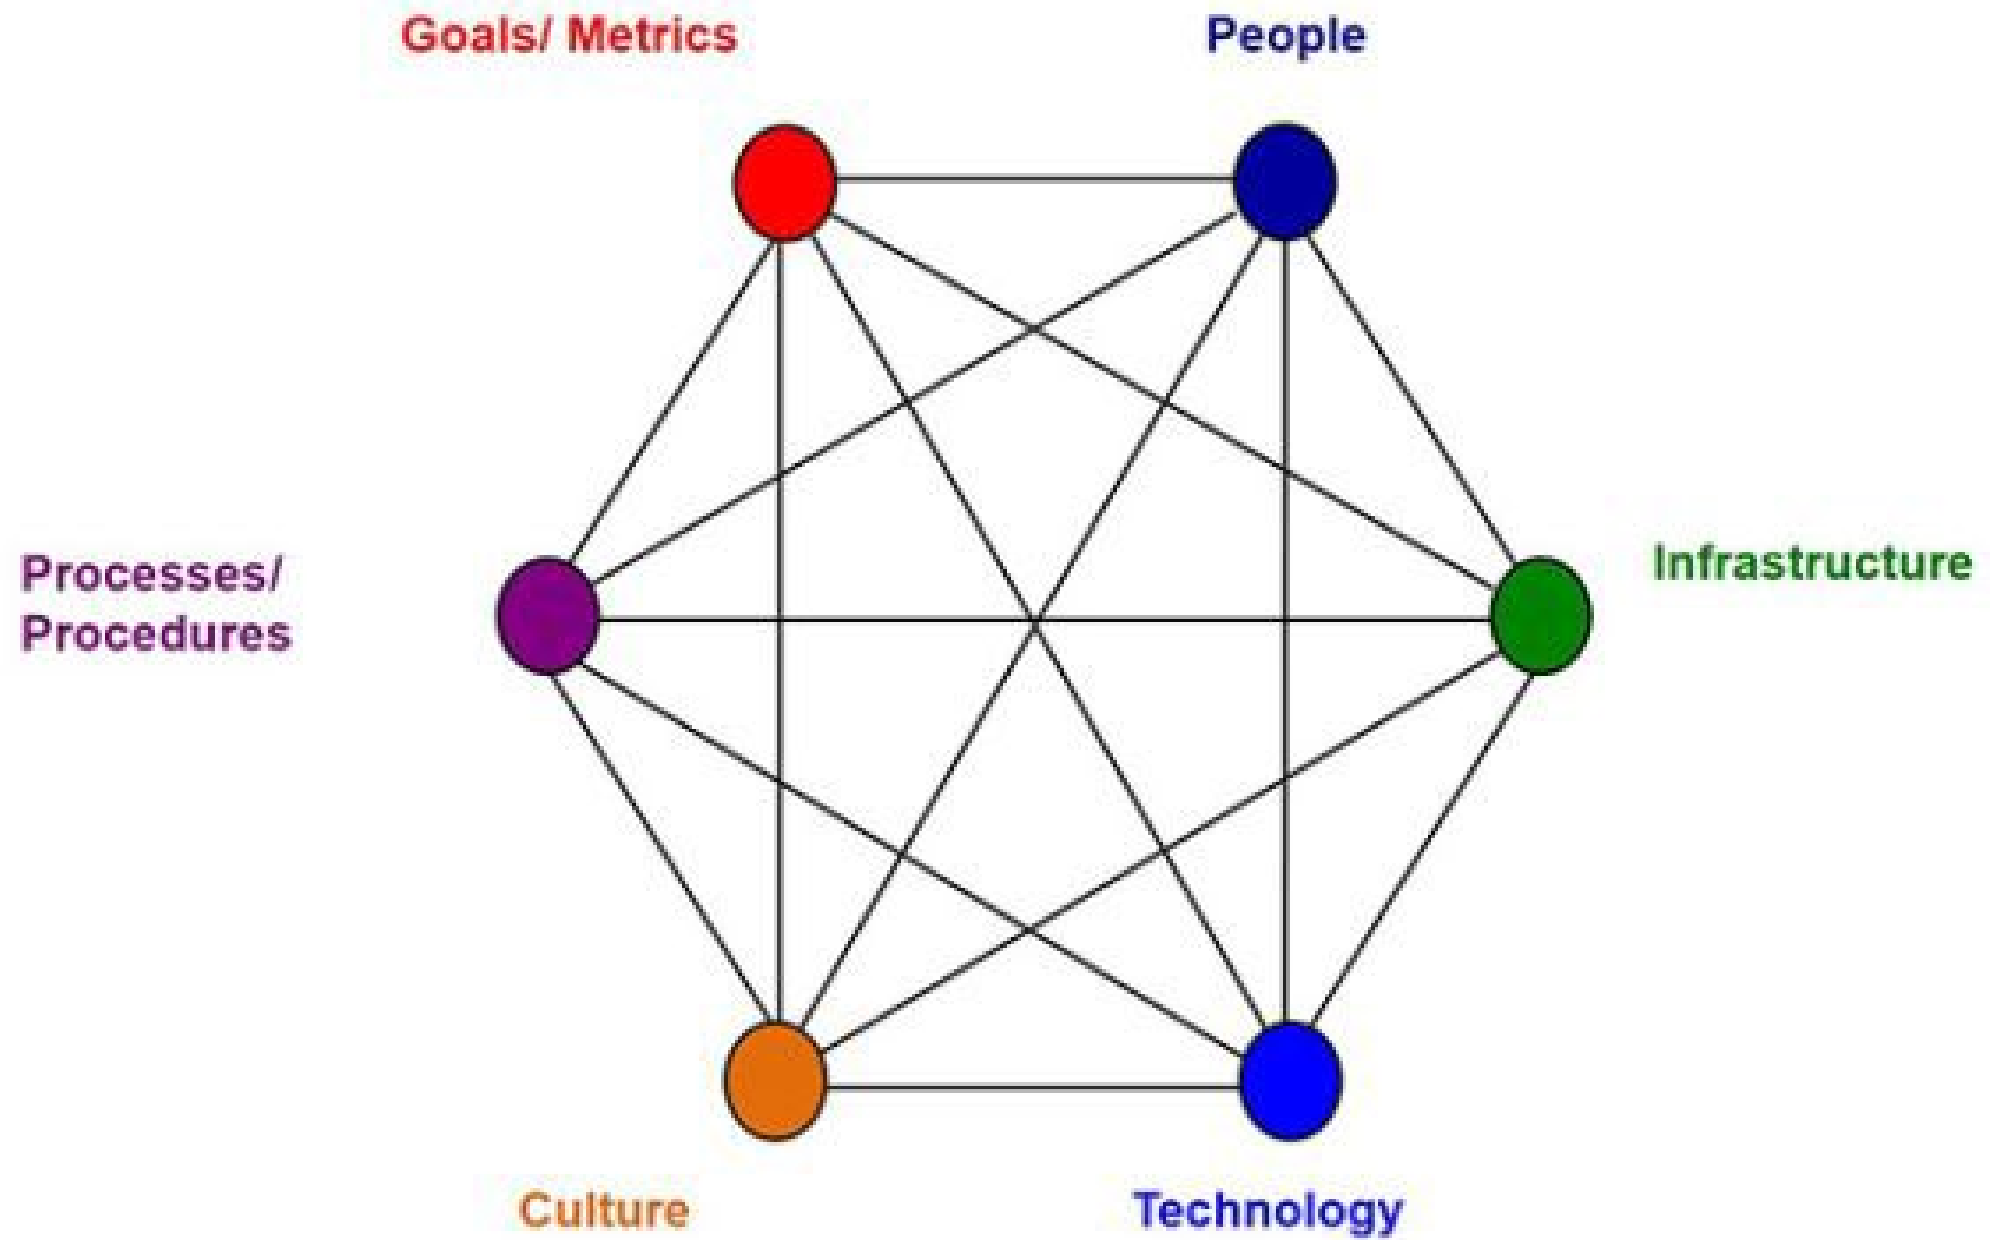 Goals/ Metrics
People
Processes/
Procedures
Infrastructure
Culture
Technology